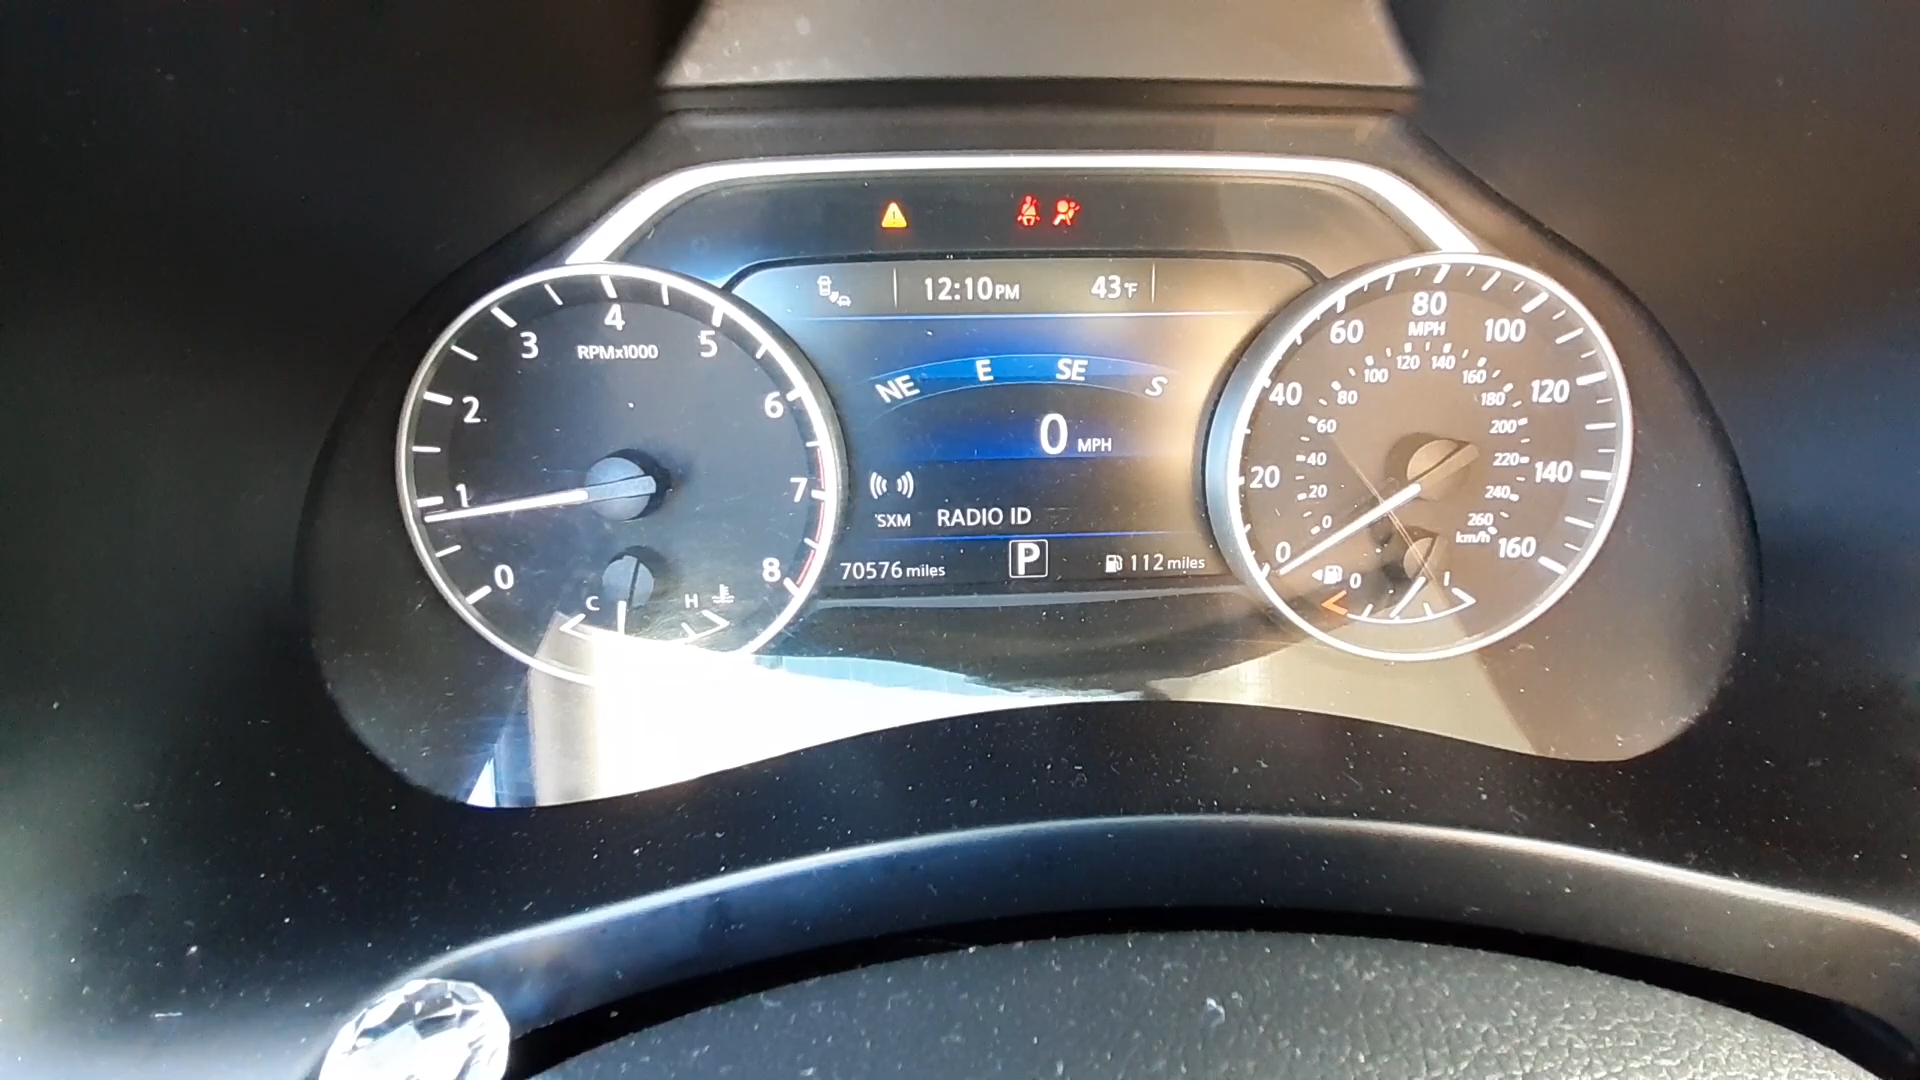 12:10PM 43°F
NE E SE S
0 MPH
SXM RADIO ID
70576 miles P 112 miles
0 1 2 3 4 5 6 7 8
RPMx1000
C H
0 20 40 60 80 100 120 140 160
MPH
0 20 40 60 80 100 120 140 160 180 200 220 240 260
km/h
0 1